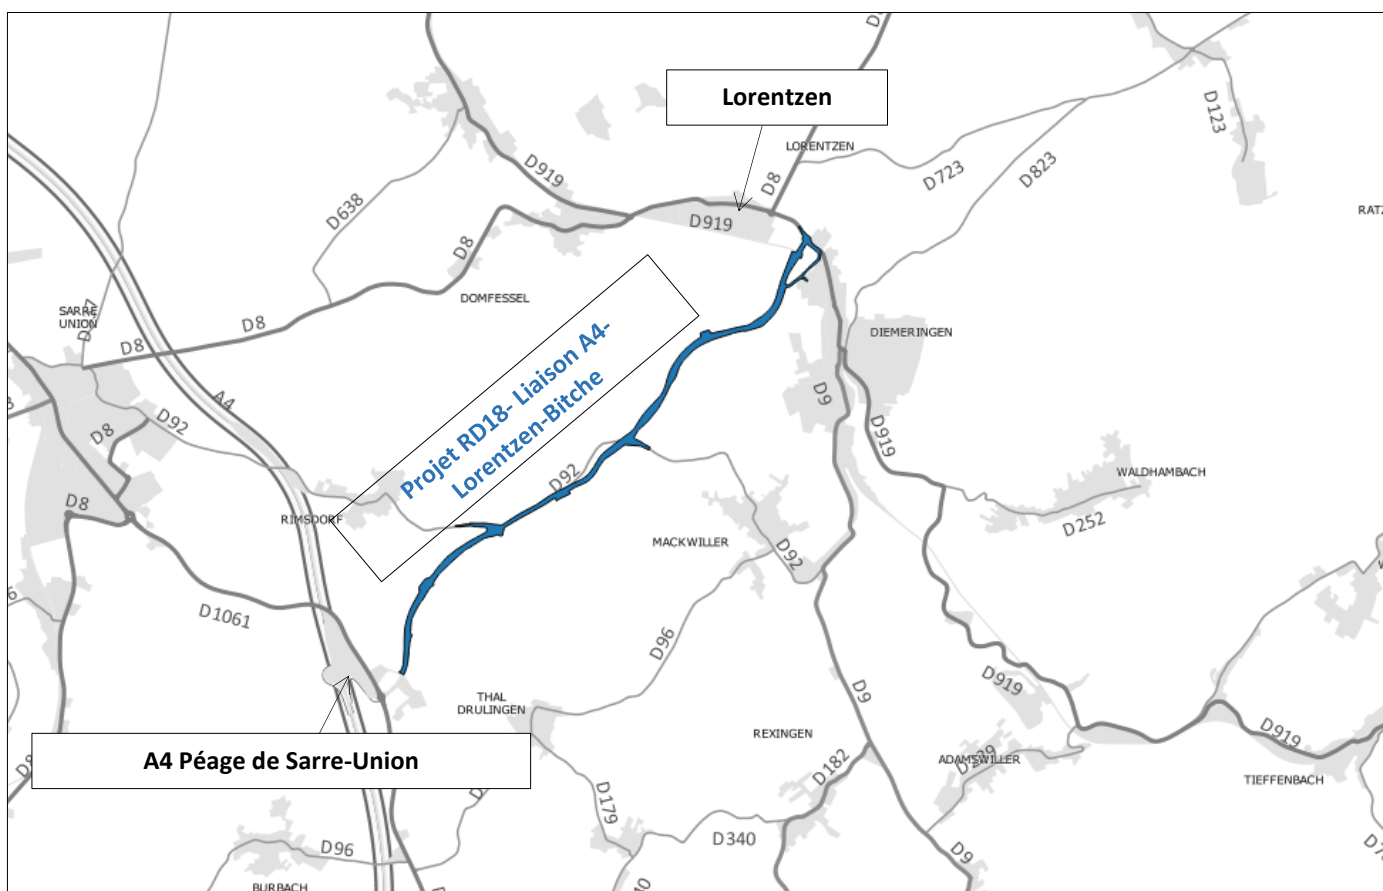 Lorentzen
LORENTZEN
D123
D723
D823
D919
D638
D8
D919
D8
DOMFESSEL
SARRE
UNION
D8
D8
DIEMERINGEN
A4
D92
D8
D9
D919
Projet RD18- Liaison A4-
Lorentzen-Bitche
D92
WALDHAMBACH
D252
D8
RIMSDORF
MACKWILLER
D92
D1061
D96
D919
D9
THAL
DRULINGEN
REXINGEN
D919
A4 Péage de Sarre-Union
D182
ADAMSWILLER
TIEFFENBACH
D179
D340
D96
D9
BURBACH